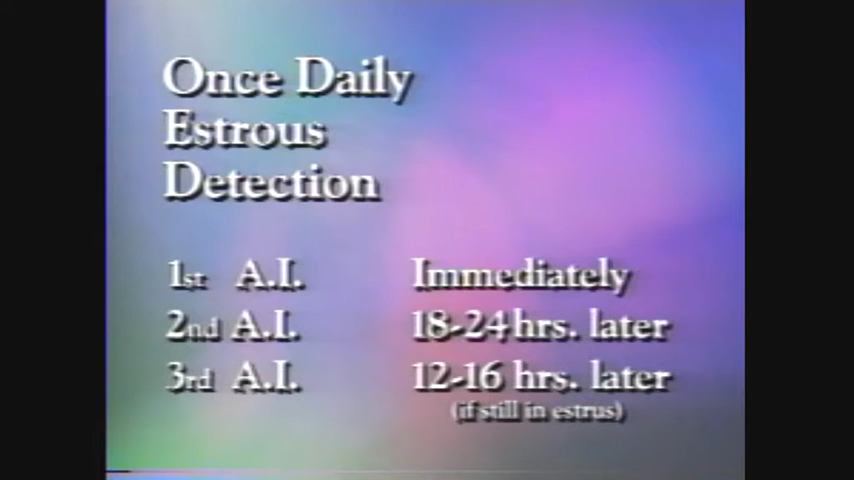 Once Daily
Estrous
Detection
1st A.I. Immediately
2nd A.I. 18-24 hrs. later
3rd A.I. 12-16 hrs. later
(if still in estrus)